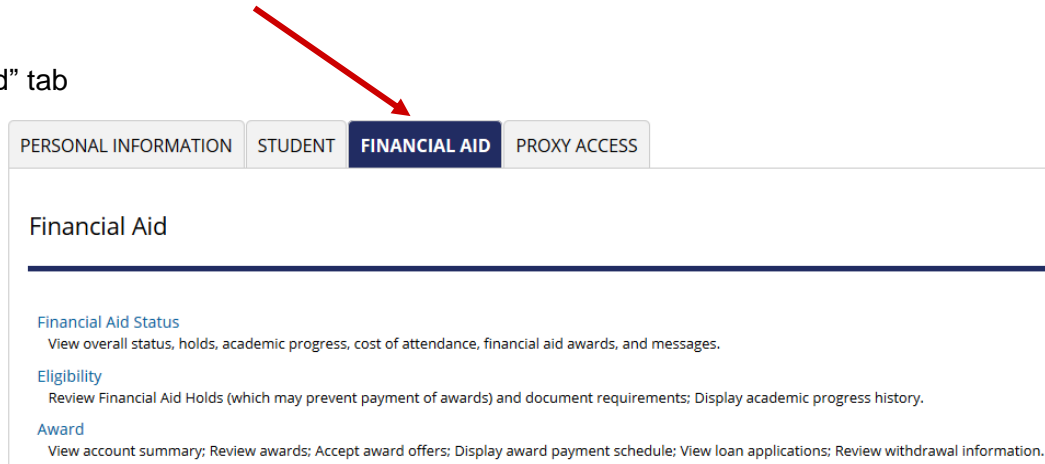 d” tab
PERSONAL INFORMATION STUDENT FINANCIAL AID PROXY ACCESS
Financial Aid
Financial Aid Status
View overall status, holds, academic progress, cost of attendance, financial aid awards, and messages.
Eligibility
Review Financial Aid Holds (which may prevent payment of awards) and document requirements; Display academic progress history.
Award
View account summary; Review awards; Accept award offers; Display award payment schedule; View loan applications; Review withdrawal information.